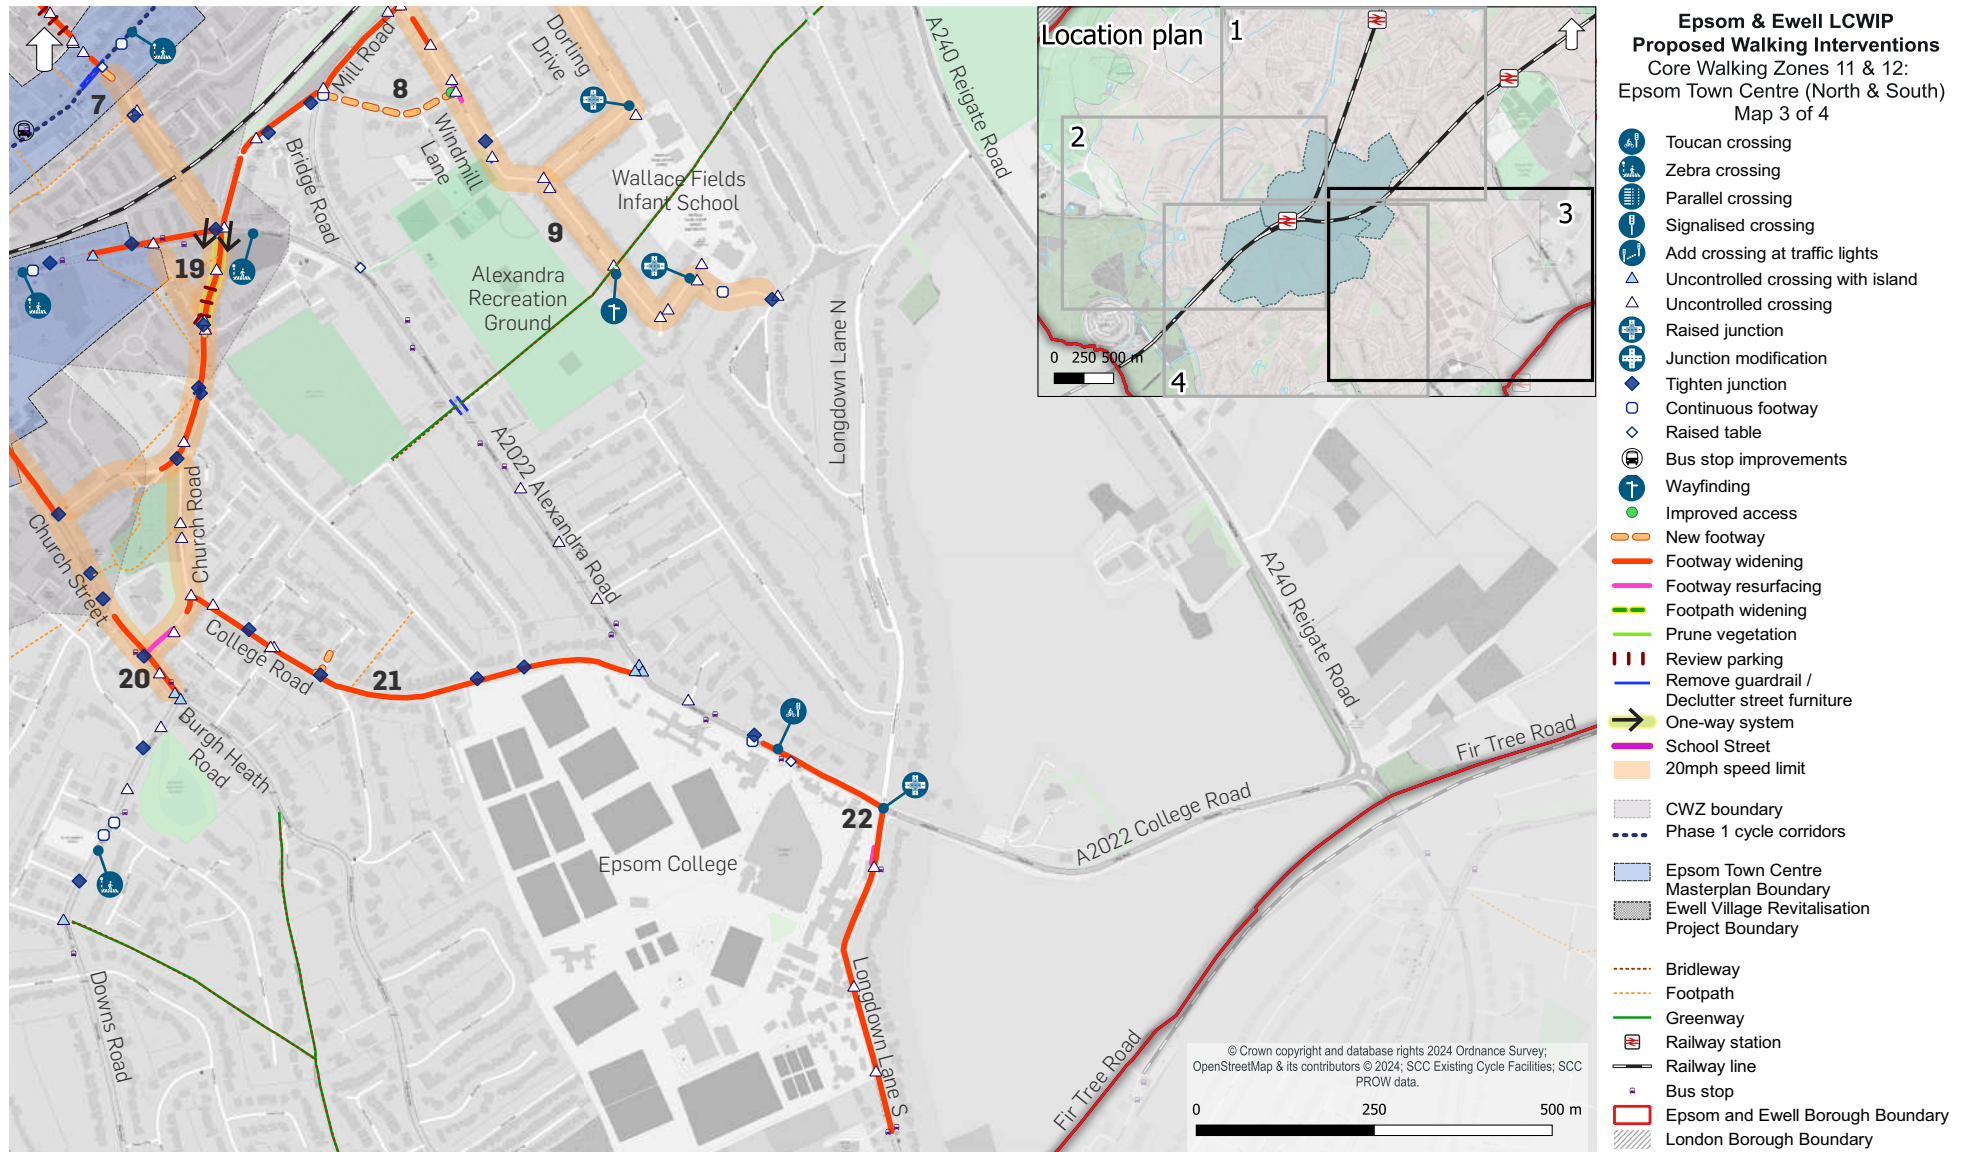 Epsom & Ewell LCWIP
Proposed Walking Interventions
Core Walking Zones 11 & 12:
Epsom Town Centre (North & South)
Map 3 of 4
Toucan crossing
Zebra crossing
Parallel crossing
Signalised crossing
Add crossing at traffic lights
Uncontrolled crossing with island
Uncontrolled crossing
Raised junction
Junction modification
Tighten junction
Continuous footway
Raised table
Bus stop improvements
Wayfinding
Improved access
New footway
Footway widening
Footway resurfacing
Footpath widening
Prune vegetation
Review parking
Remove guardrail /
Declutter street furniture
One-way system
School Street
20mph speed limit
CWZ boundary
Phase 1 cycle corridors
Epsom Town Centre
Masterplan Boundary
Ewell Village Revitalisation
Project Boundary
Bridleway
Footpath
Greenway
Railway station
Railway line
Bus stop
Epsom and Ewell Borough Boundary
London Borough Boundary
Location plan
1
2
3
4
0 250 500 m
7
8
9
19
20
21
22
Mill Road
Dorling
Drive
Bridge Road
Windmill
Lane
Wallace Fields
Infant School
A240 Reigate Road
Alexandra
Recreation
Ground
Longdown Lane N
A2022 Alexandra Road
Church Road
Church Street
College Road
Burgh Heath
Road
Downs Road
Epsom College
A240 Reigate Road
Fir Tree Road
A2022 College Road
Longdown Lane S
Fir Tree Road
© Crown copyright and database rights 2024 Ordnance Survey;
OpenStreetMap & its contributors © 2024; SCC Existing Cycle Facilities; SCC
PROW data.
0 250 500 m